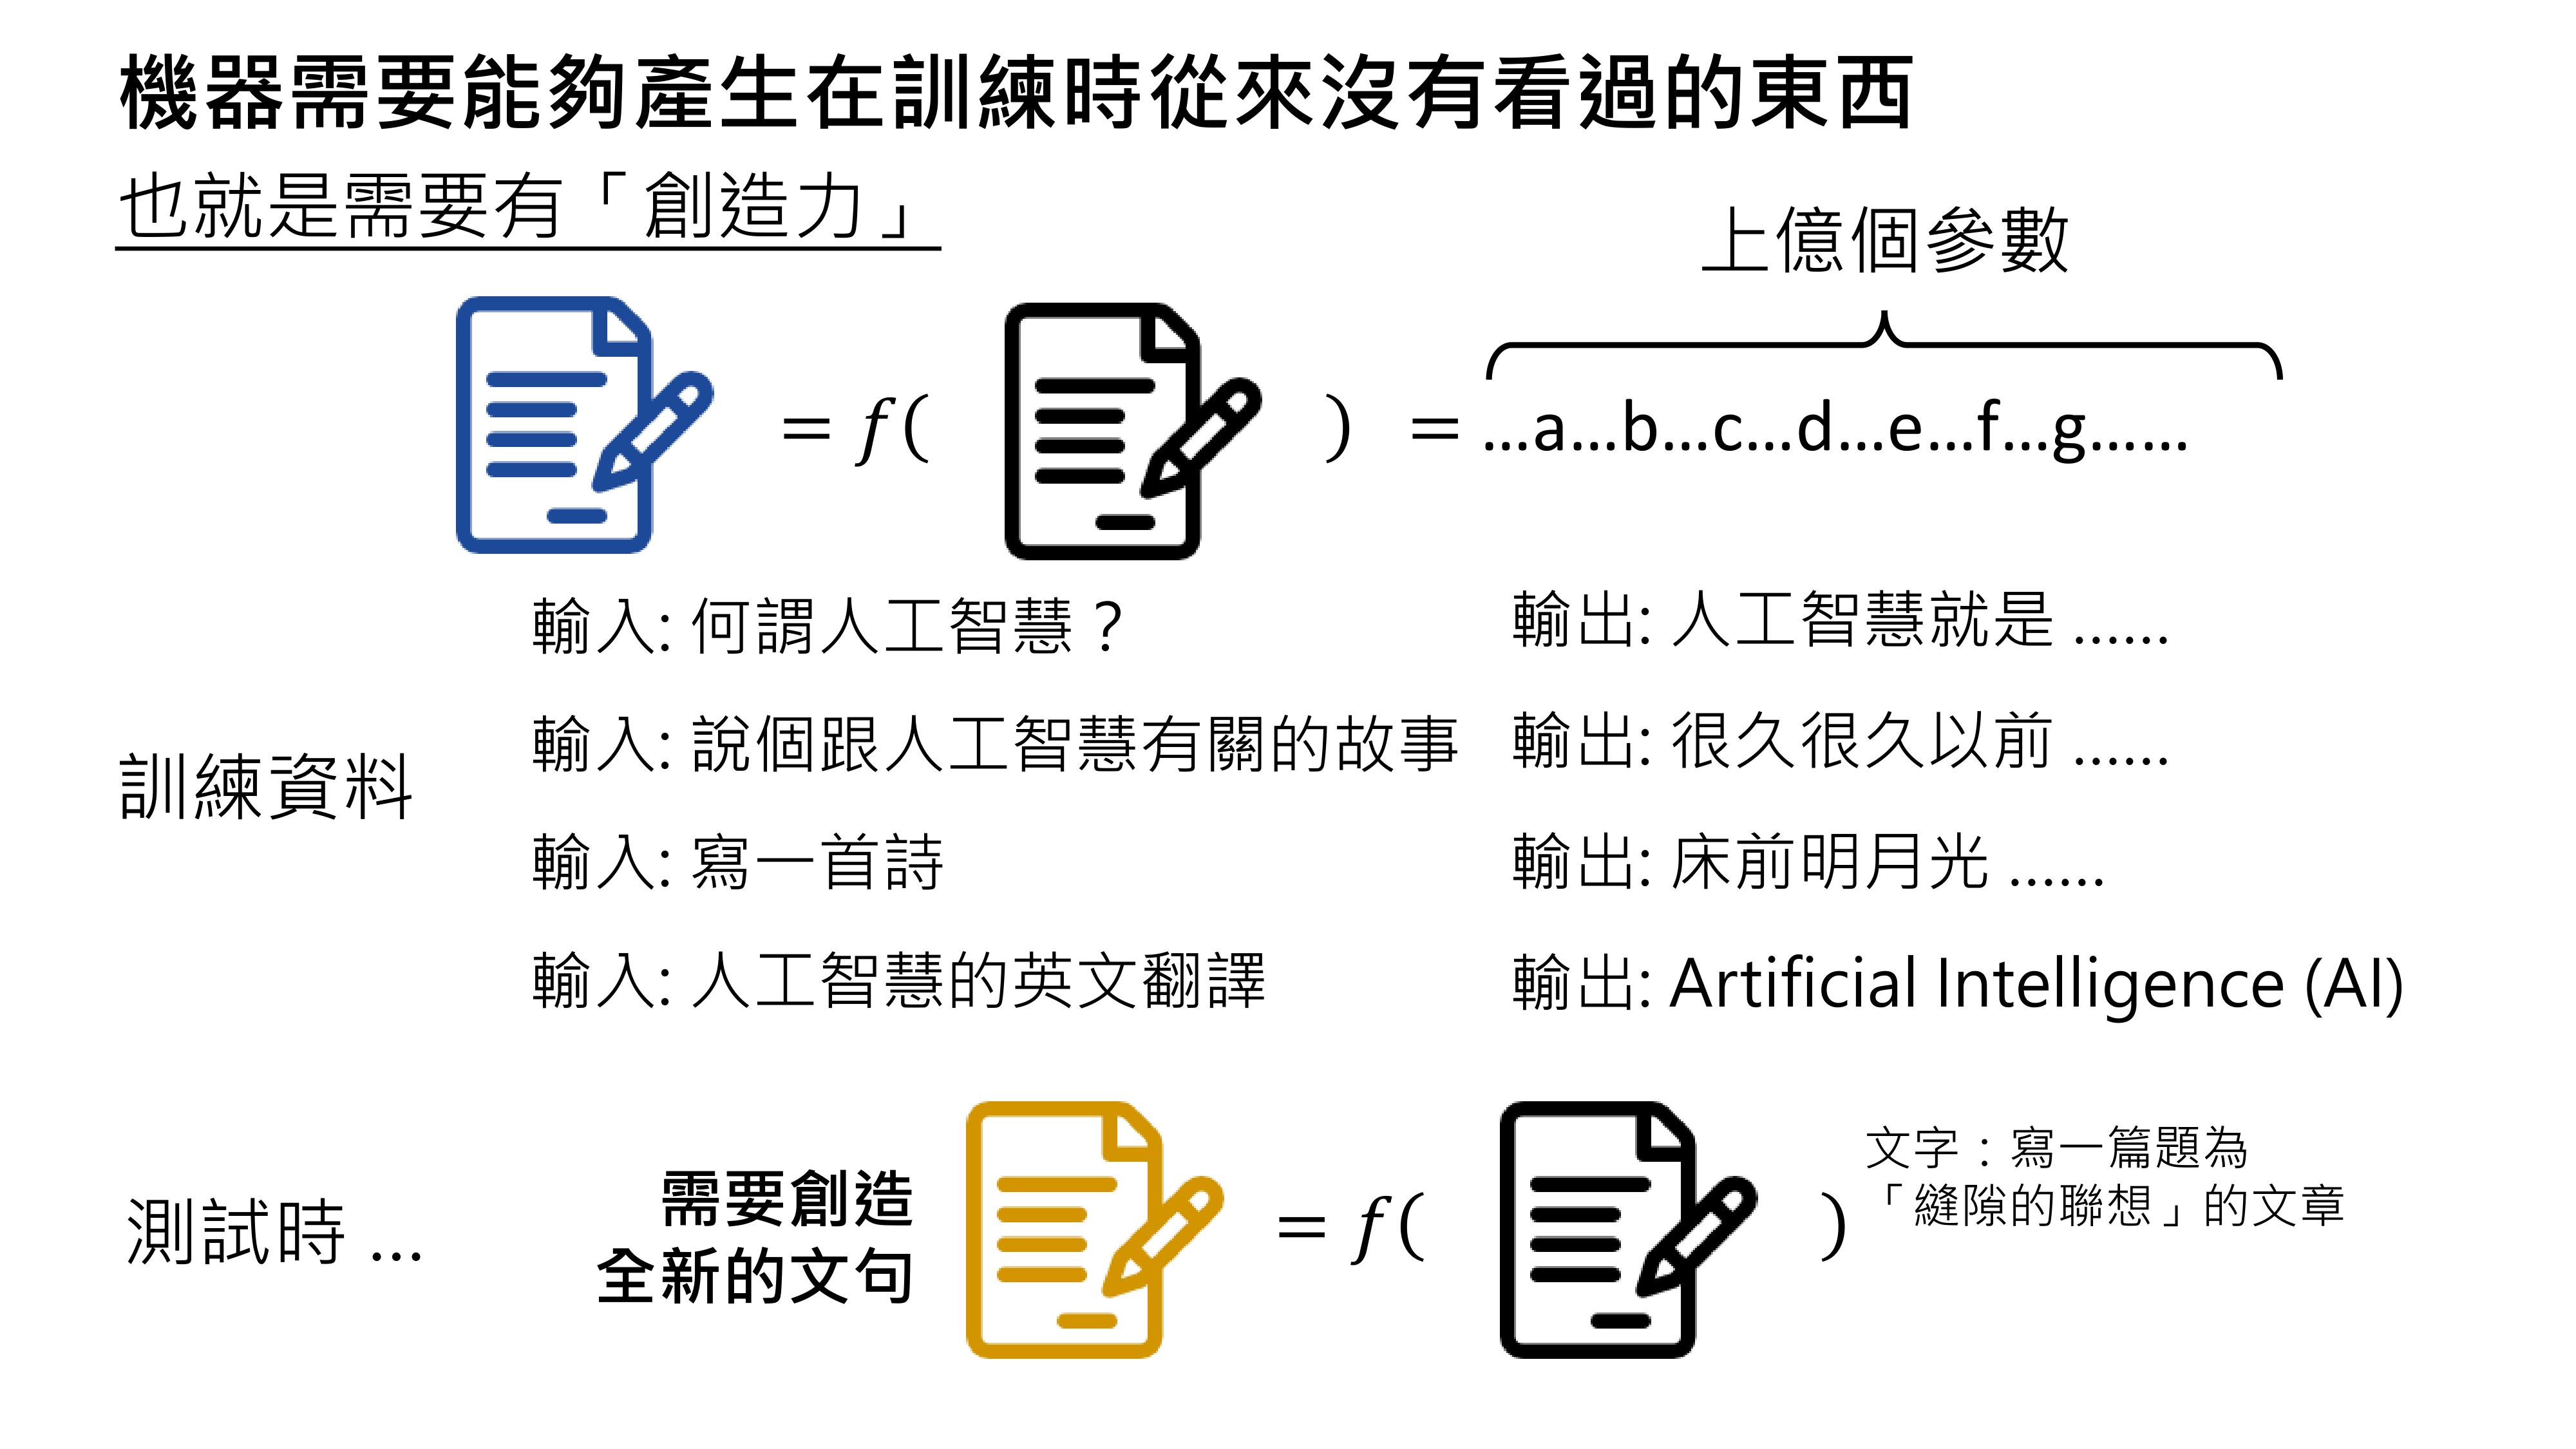 機器需要能夠產生在訓練時從來沒有看過的東西
也就是需要有「創造力」
上億個參數
= f( ) = …a…b…c…d…e…f…g……
訓練資料
輸入: 何謂人工智慧？ 輸出: 人工智慧就是 ……
輸入: 說個跟人工智慧有關的故事 輸出: 很久很久以前 ……
輸入: 寫一首詩 輸出: 床前明月光 ……
輸入: 人工智慧的英文翻譯 輸出: Artificial Intelligence (AI)
測試時 …
需要創造
全新的文句
= f( )
文字：寫一篇題為
「縫隙的聯想」的文章